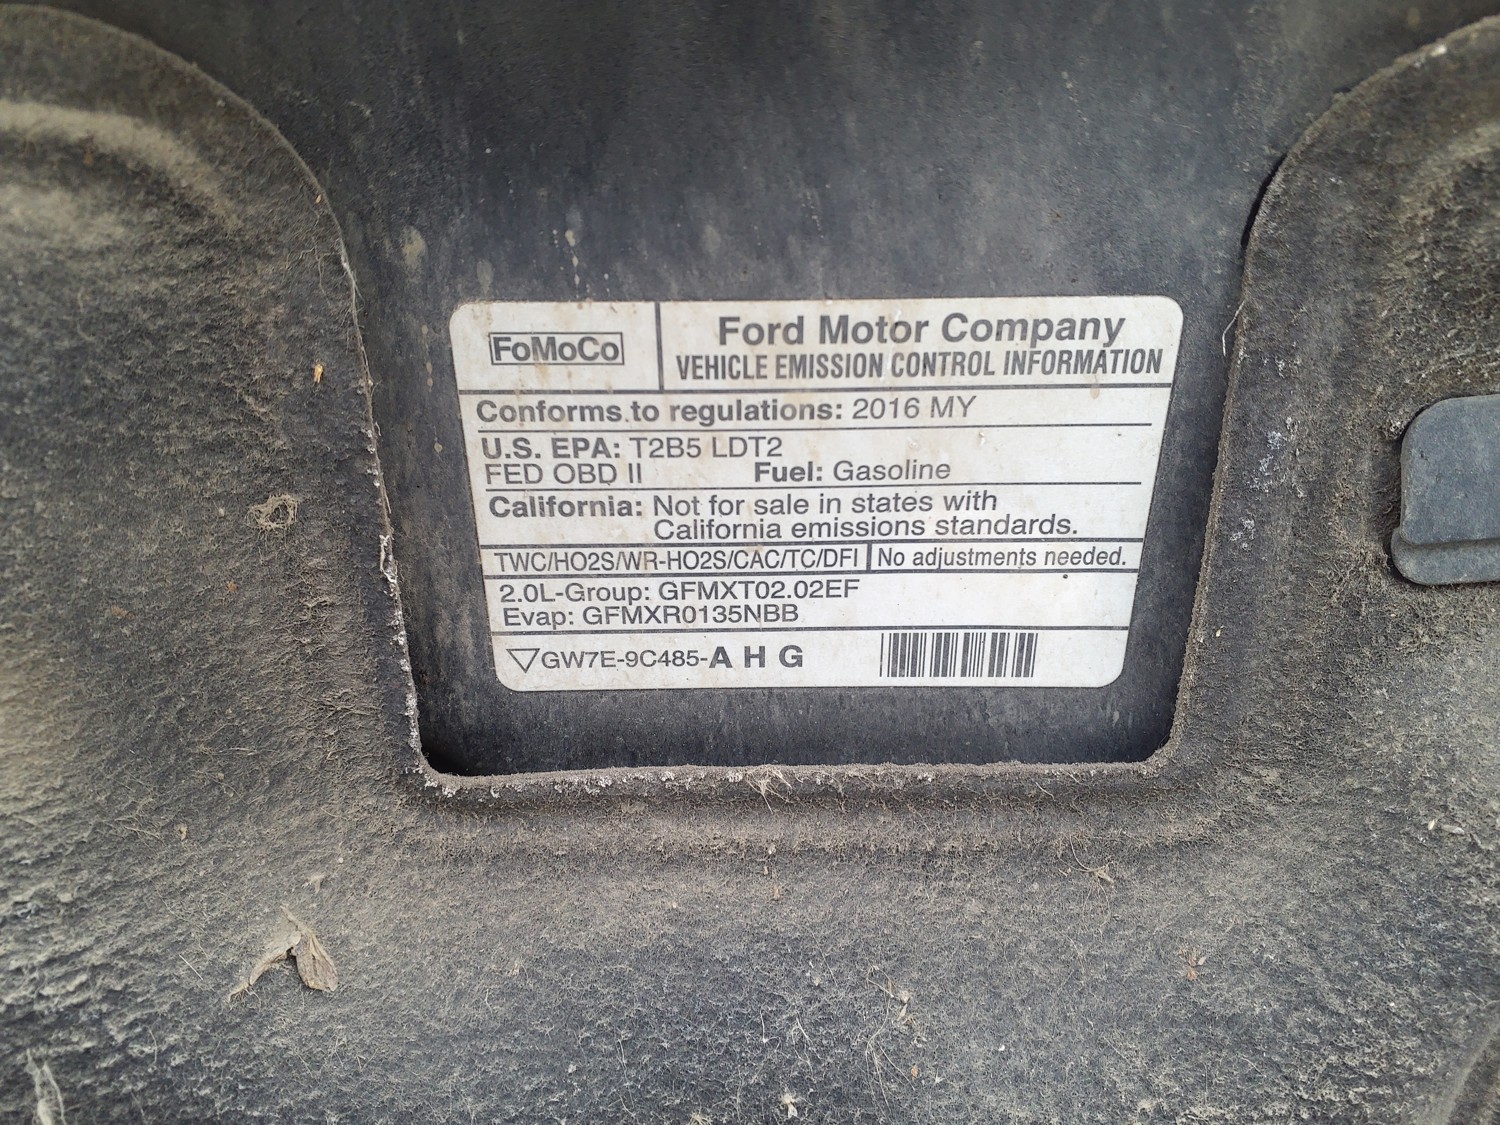 FoMoCo
Ford Motor Company
VEHICLE EMISSION CONTROL INFORMATION
Conforms to regulations: 2016 MY
U.S. EPA: T2B5 LDT2
FED OBD II Fuel: Gasoline
California: Not for sale in states with
California emissions standards.
TWC/HO2S/WR-HO2S/CAC/TC/DFI No adjustments needed.
2.0L-Group: GFMXT02.02EF
Evap: GFMXR0135NBB
GW7E-9C485-A H G